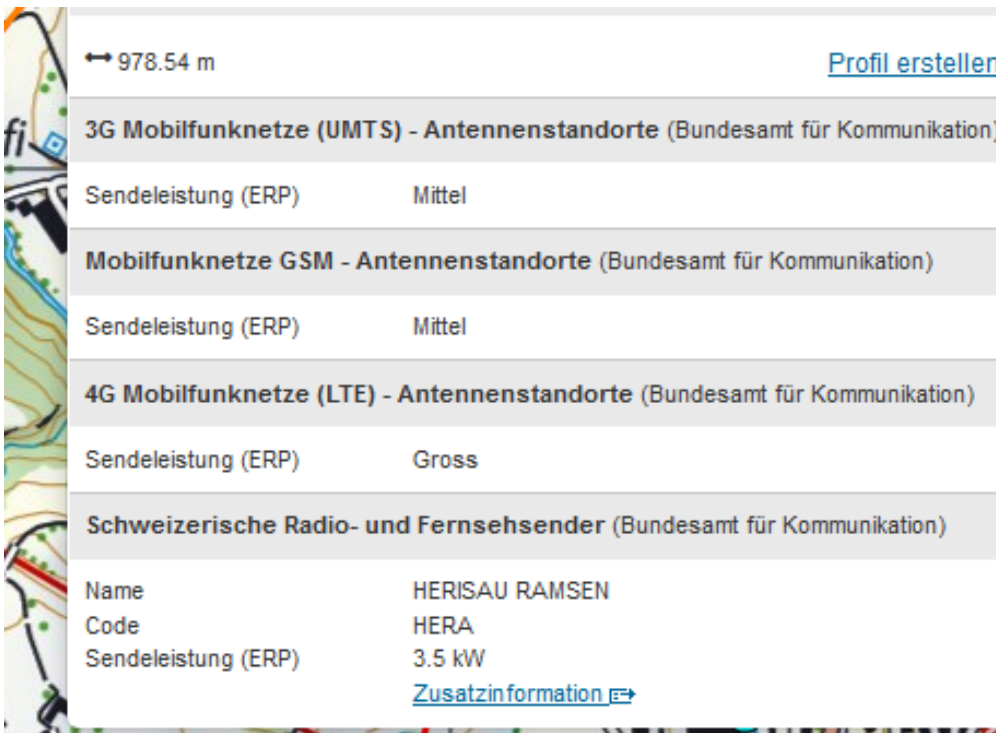 978.54 m
Profil erstellen
3G Mobilfunknetze (UMTS) - Antennenstandorte (Bundesamt für Kommunikation)
Sendeleistung (ERP) Mittel
Mobilfunknetze GSM - Antennenstandorte (Bundesamt für Kommunikation)
Sendeleistung (ERP) Mittel
4G Mobilfunknetze (LTE) - Antennenstandorte (Bundesamt für Kommunikation)
Sendeleistung (ERP) Gross
Schweizerische Radio- und Fernsehsender (Bundesamt für Kommunikation)
Name HERISAU RAMSEN
Code HERA
Sendeleistung (ERP) 3.5 kW
Zusatzinformation
fi